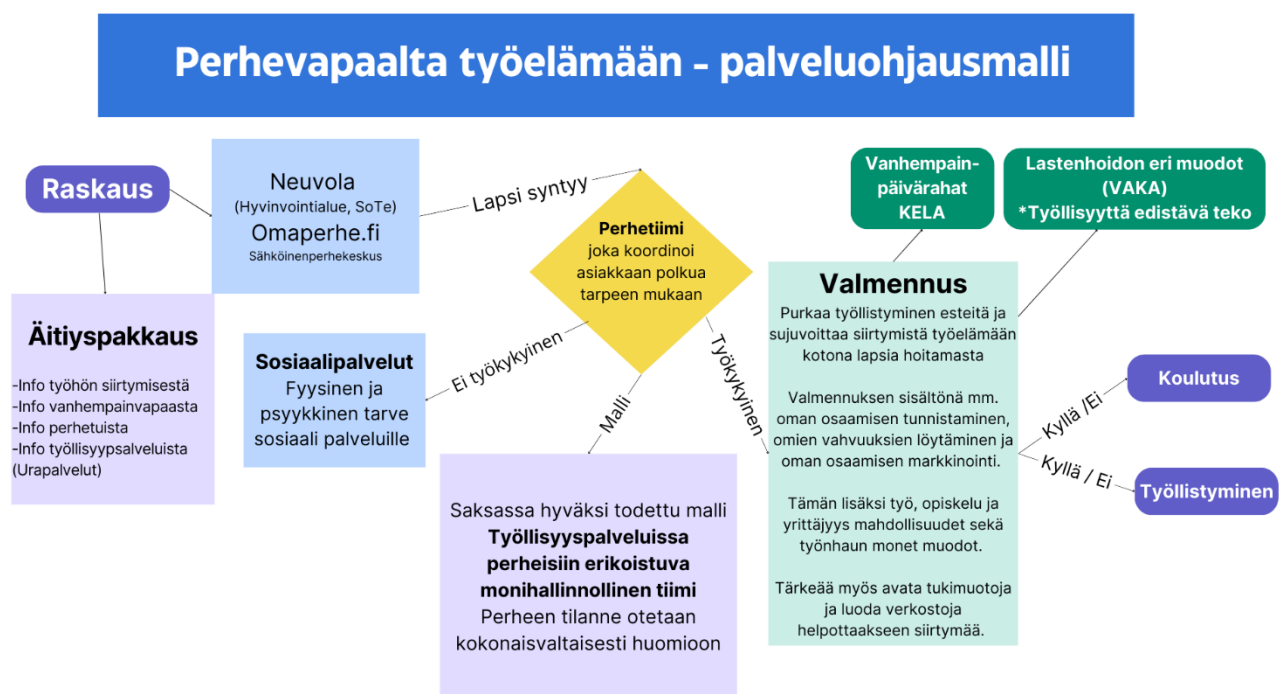 Perhevapaalta työelämään - palveluohjausmalli
Raskaus
Neuvola
(Hyvinvointialue, SoTe)
Omaperhe.fi
Sähköinenperhekeskus
Lapsi syntyy
Äitiyspakkaus
-Info työhön siirtymisestä
-Info vanhempainvapaasta
-Info perhetuista
-Info työllisyypsalveluista
(Urapalvelut)
Perhetiimi
joka koordinoi
asiakkaan polkua
tarpeen mukaan
Ei työkykyinen
Sosiaalipalvelut
Fyysinen ja
psyykkinen tarve
sosiaali palveluille
Malli
Saksassa hyväksi todettu malli
Työllisyyspalveluissa
perheisiin erikoistuva
monihallinnollinen tiimi
Perheen tilanne otetaan
kokonaisvaltaisesti huomioon
Työkykyinen
Vanhempain-
päivärahat
KELA
Lastenhoidon eri muodot
(VAKA)
*Työllisyyttä edistävä teko
Valmennus
Purkaa työllistyminen esteitä ja
sujuvoittaa siirtymistä työelämään
kotona lapsia hoitamasta
Valmennuksen sisältönä mm.
oman osaamisen tunnistaminen,
omien vahvuuksien löytäminen ja
oman osaamisen markkinointi.
Tämän lisäksi työ, opiskelu ja
yrittäjyys mahdollisuudet sekä
työnhaun monet muodot.
Tärkeää myös avata tukimuotoja
ja luoda verkostoja
helpottaakseen siirtymää.
Kyllä /Ei
Koulutus
Kyllä / Ei
Työllistyminen